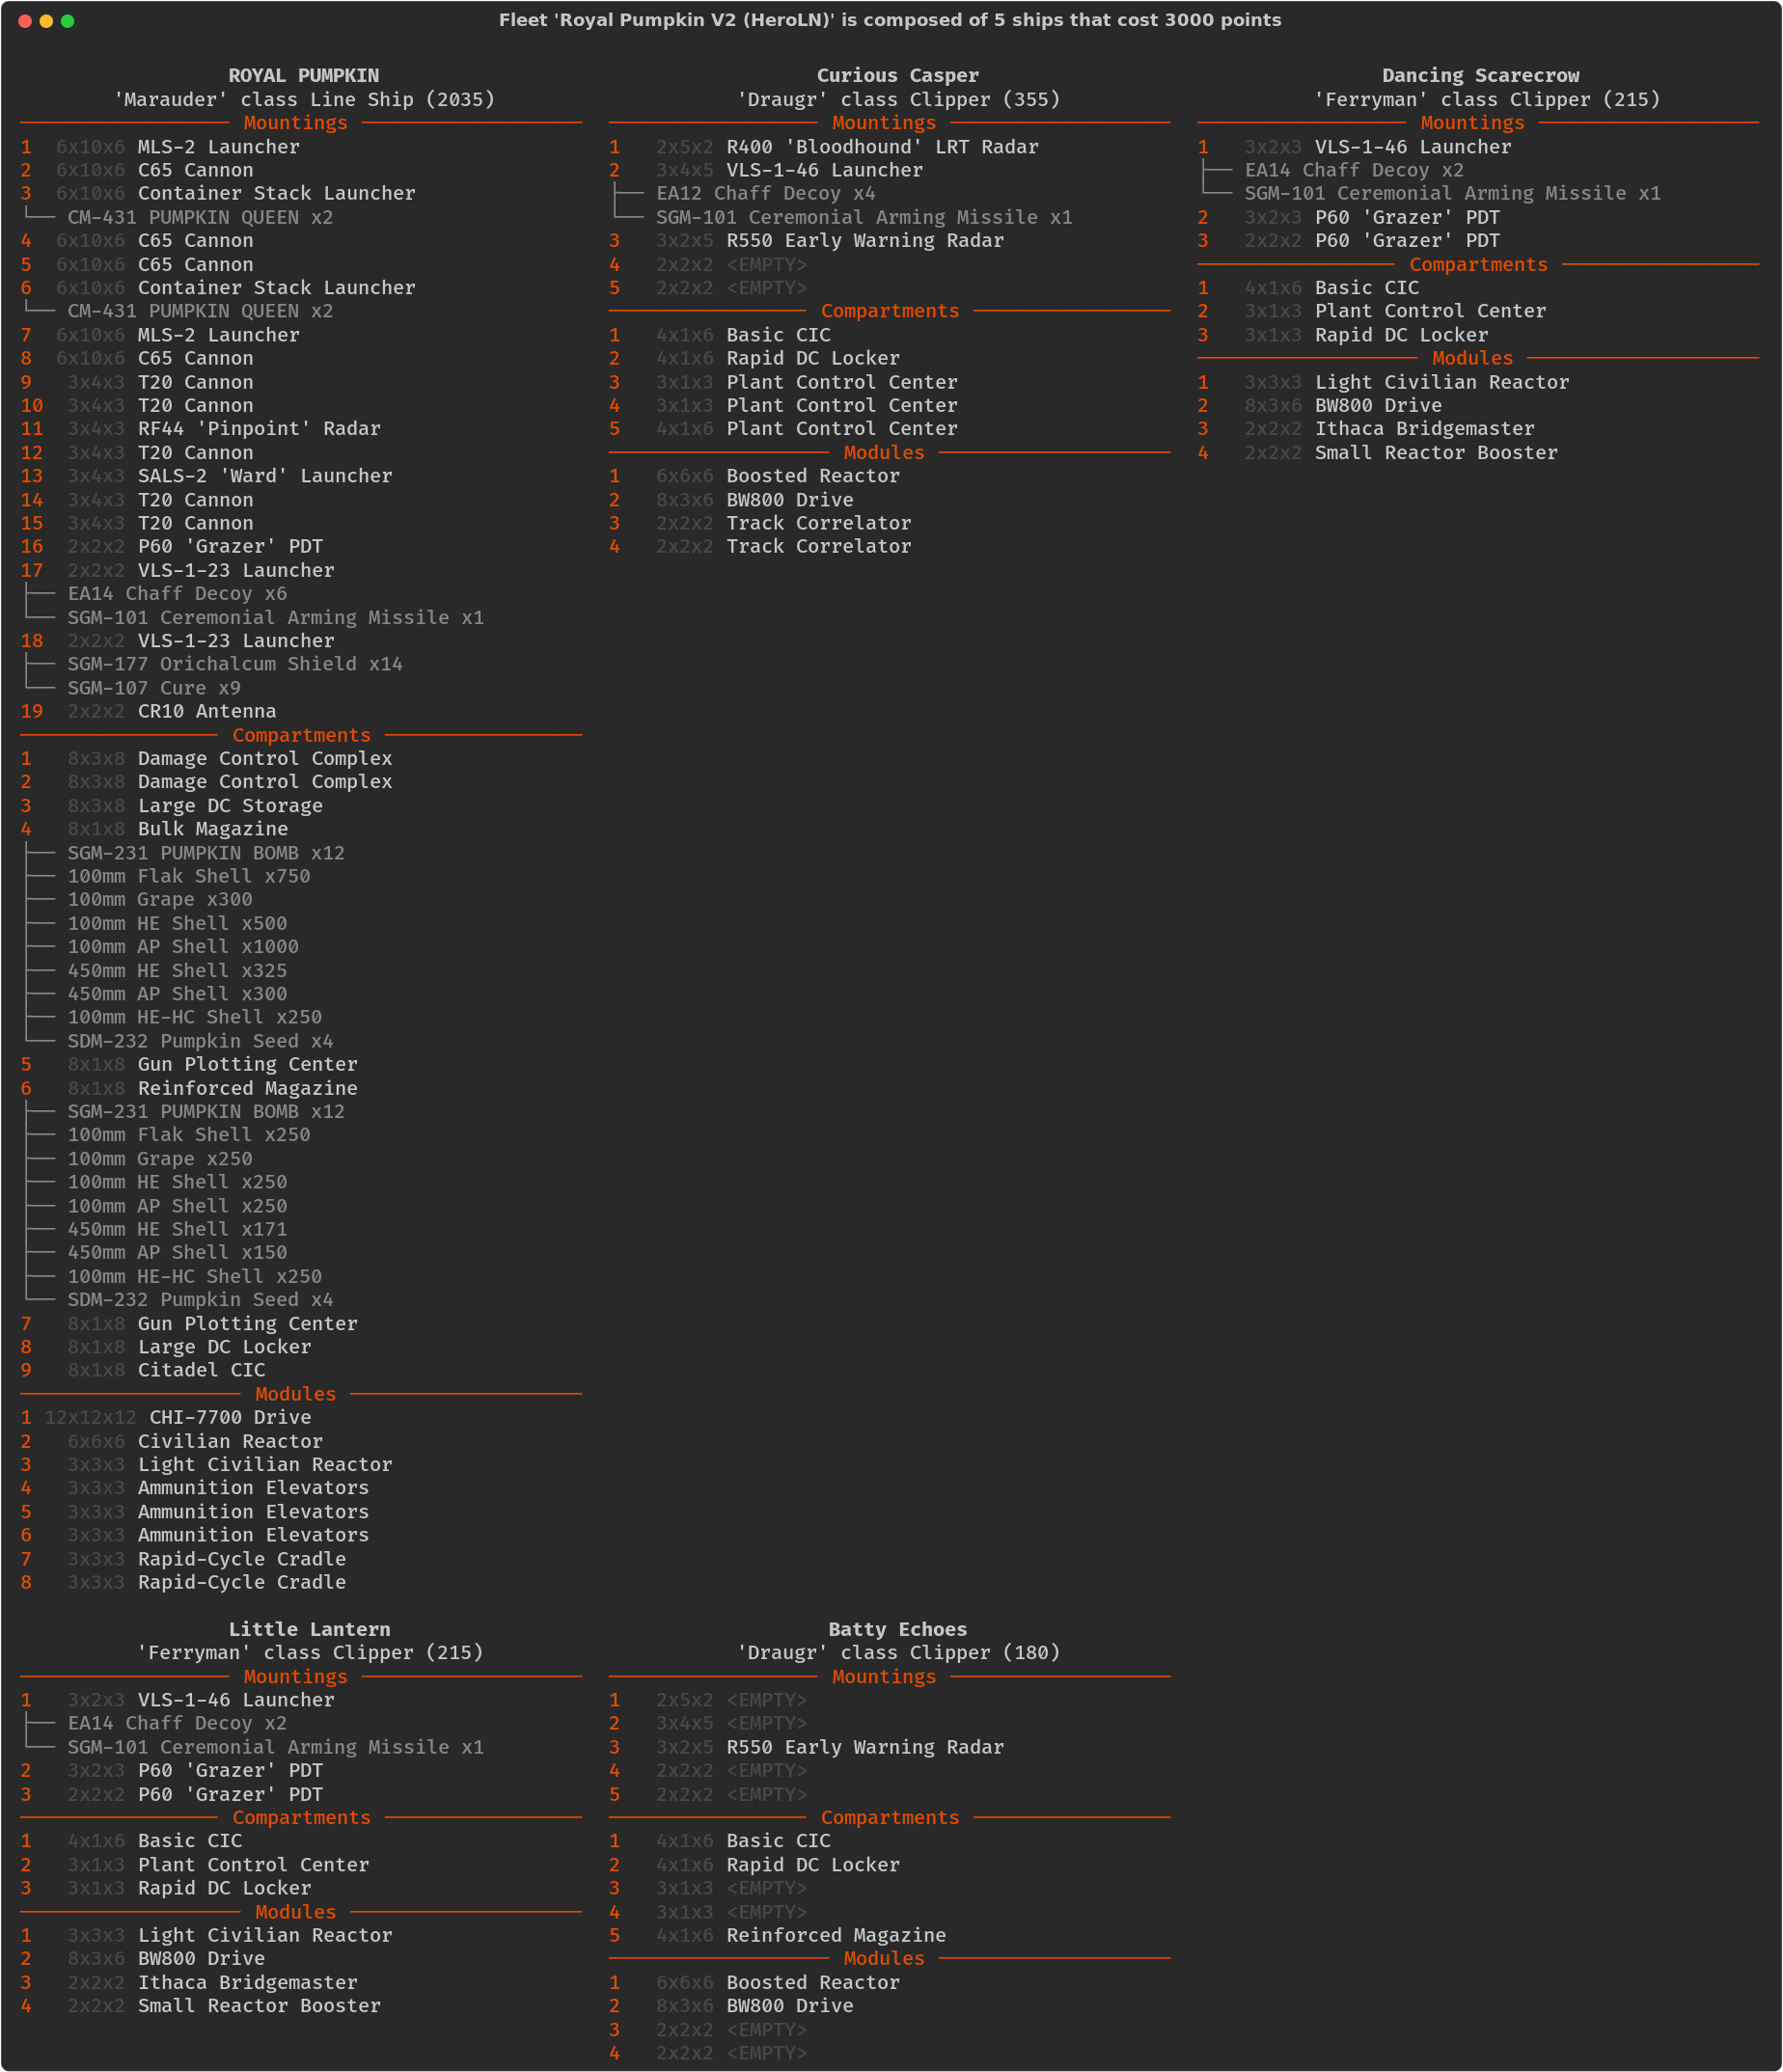 Fleet 'Royal Pumpkin V2 (HeroLN)' is composed of 5 ships that cost 3000 points
ROYAL PUMPKIN
'Marauder' class Line Ship (2035)
Mountings
1 6x10x6 MLS-2 Launcher
2 6x10x6 C65 Cannon
3 6x10x6 Container Stack Launcher
CM-431 PUMPKIN QUEEN x2
4 6x10x6 C65 Cannon
5 6x10x6 C65 Cannon
6 6x10x6 Container Stack Launcher
CM-431 PUMPKIN QUEEN x2
7 6x10x6 MLS-2 Launcher
8 6x10x6 C65 Cannon
9 3x4x3 T20 Cannon
10 3x4x3 T20 Cannon
11 3x4x3 RF44 'Pinpoint' Radar
12 3x4x3 T20 Cannon
13 3x4x3 SALS-2 'Ward' Launcher
14 3x4x3 T20 Cannon
15 3x4x3 T20 Cannon
16 2x2x2 P60 'Grazer' PDT
17 2x2x2 VLS-1-23 Launcher
EA14 Chaff Decoy x6
SGM-101 Ceremonial Arming Missile x1
18 2x2x2 VLS-1-23 Launcher
SGM-177 Orichalcum Shield x14
SGM-107 Cure x9
19 2x2x2 CR10 Antenna
Compartments
1 8x3x8 Damage Control Complex
2 8x3x8 Damage Control Complex
3 8x3x8 Large DC Storage
4 8x1x8 Bulk Magazine
SGM-231 PUMPKIN BOMB x12
100mm Flak Shell x750
100mm Grape x300
100mm HE Shell x500
100mm AP Shell x1000
450mm HE Shell x325
450mm AP Shell x300
100mm HE-HC Shell x250
SDM-232 Pumpkin Seed x4
5 8x1x8 Gun Plotting Center
6 8x1x8 Reinforced Magazine
SGM-231 PUMPKIN BOMB x12
100mm Flak Shell x250
100mm Grape x250
100mm HE Shell x250
100mm AP Shell x250
450mm HE Shell x171
450mm AP Shell x150
100mm HE-HC Shell x250
SDM-232 Pumpkin Seed x4
7 8x1x8 Gun Plotting Center
8 8x1x8 Large DC Locker
9 8x1x8 Citadel CIC
Modules
1 12x12x12 CHI-7700 Drive
2 6x6x6 Civilian Reactor
3 3x3x3 Light Civilian Reactor
4 3x3x3 Ammunition Elevators
5 3x3x3 Ammunition Elevators
6 3x3x3 Ammunition Elevators
7 3x3x3 Rapid-Cycle Cradle
8 3x3x3 Rapid-Cycle Cradle
Curious Casper
'Draugr' class Clipper (355)
Mountings
1 2x5x2 R400 'Bloodhound' LRT Radar
2 3x4x5 VLS-1-46 Launcher
EA12 Chaff Decoy x4
SGM-101 Ceremonial Arming Missile x1
3 3x2x5 R550 Early Warning Radar
4 2x2x2 <EMPTY>
5 2x2x2 <EMPTY>
Compartments
1 4x1x6 Basic CIC
2 4x1x6 Rapid DC Locker
3 3x1x3 Plant Control Center
4 3x1x3 Plant Control Center
5 4x1x6 Plant Control Center
Modules
1 6x6x6 Boosted Reactor
2 8x3x6 BW800 Drive
3 2x2x2 Track Correlator
4 2x2x2 Track Correlator
Dancing Scarecrow
'Ferryman' class Clipper (215)
Mountings
1 3x2x3 VLS-1-46 Launcher
EA14 Chaff Decoy x2
SGM-101 Ceremonial Arming Missile x1
2 3x2x3 P60 'Grazer' PDT
3 2x2x2 P60 'Grazer' PDT
Compartments
1 4x1x6 Basic CIC
2 3x1x3 Plant Control Center
3 3x1x3 Rapid DC Locker
Modules
1 3x3x3 Light Civilian Reactor
2 8x3x6 BW800 Drive
3 2x2x2 Ithaca Bridgemaster
4 2x2x2 Small Reactor Booster
Little Lantern
'Ferryman' class Clipper (215)
Mountings
1 3x2x3 VLS-1-46 Launcher
EA14 Chaff Decoy x2
SGM-101 Ceremonial Arming Missile x1
2 3x2x3 P60 'Grazer' PDT
3 2x2x2 P60 'Grazer' PDT
Compartments
1 4x1x6 Basic CIC
2 3x1x3 Plant Control Center
3 3x1x3 Rapid DC Locker
Modules
1 3x3x3 Light Civilian Reactor
2 8x3x6 BW800 Drive
3 2x2x2 Ithaca Bridgemaster
4 2x2x2 Small Reactor Booster
Batty Echoes
'Draugr' class Clipper (180)
Mountings
1 2x5x2 <EMPTY>
2 3x4x5 <EMPTY>
3 3x2x5 R550 Early Warning Radar
4 2x2x2 <EMPTY>
5 2x2x2 <EMPTY>
Compartments
1 4x1x6 Basic CIC
2 4x1x6 Rapid DC Locker
3 3x1x3 <EMPTY>
4 3x1x3 <EMPTY>
5 4x1x6 Reinforced Magazine
Modules
1 6x6x6 Boosted Reactor
2 8x3x6 BW800 Drive
3 2x2x2 <EMPTY>
4 2x2x2 <EMPTY>